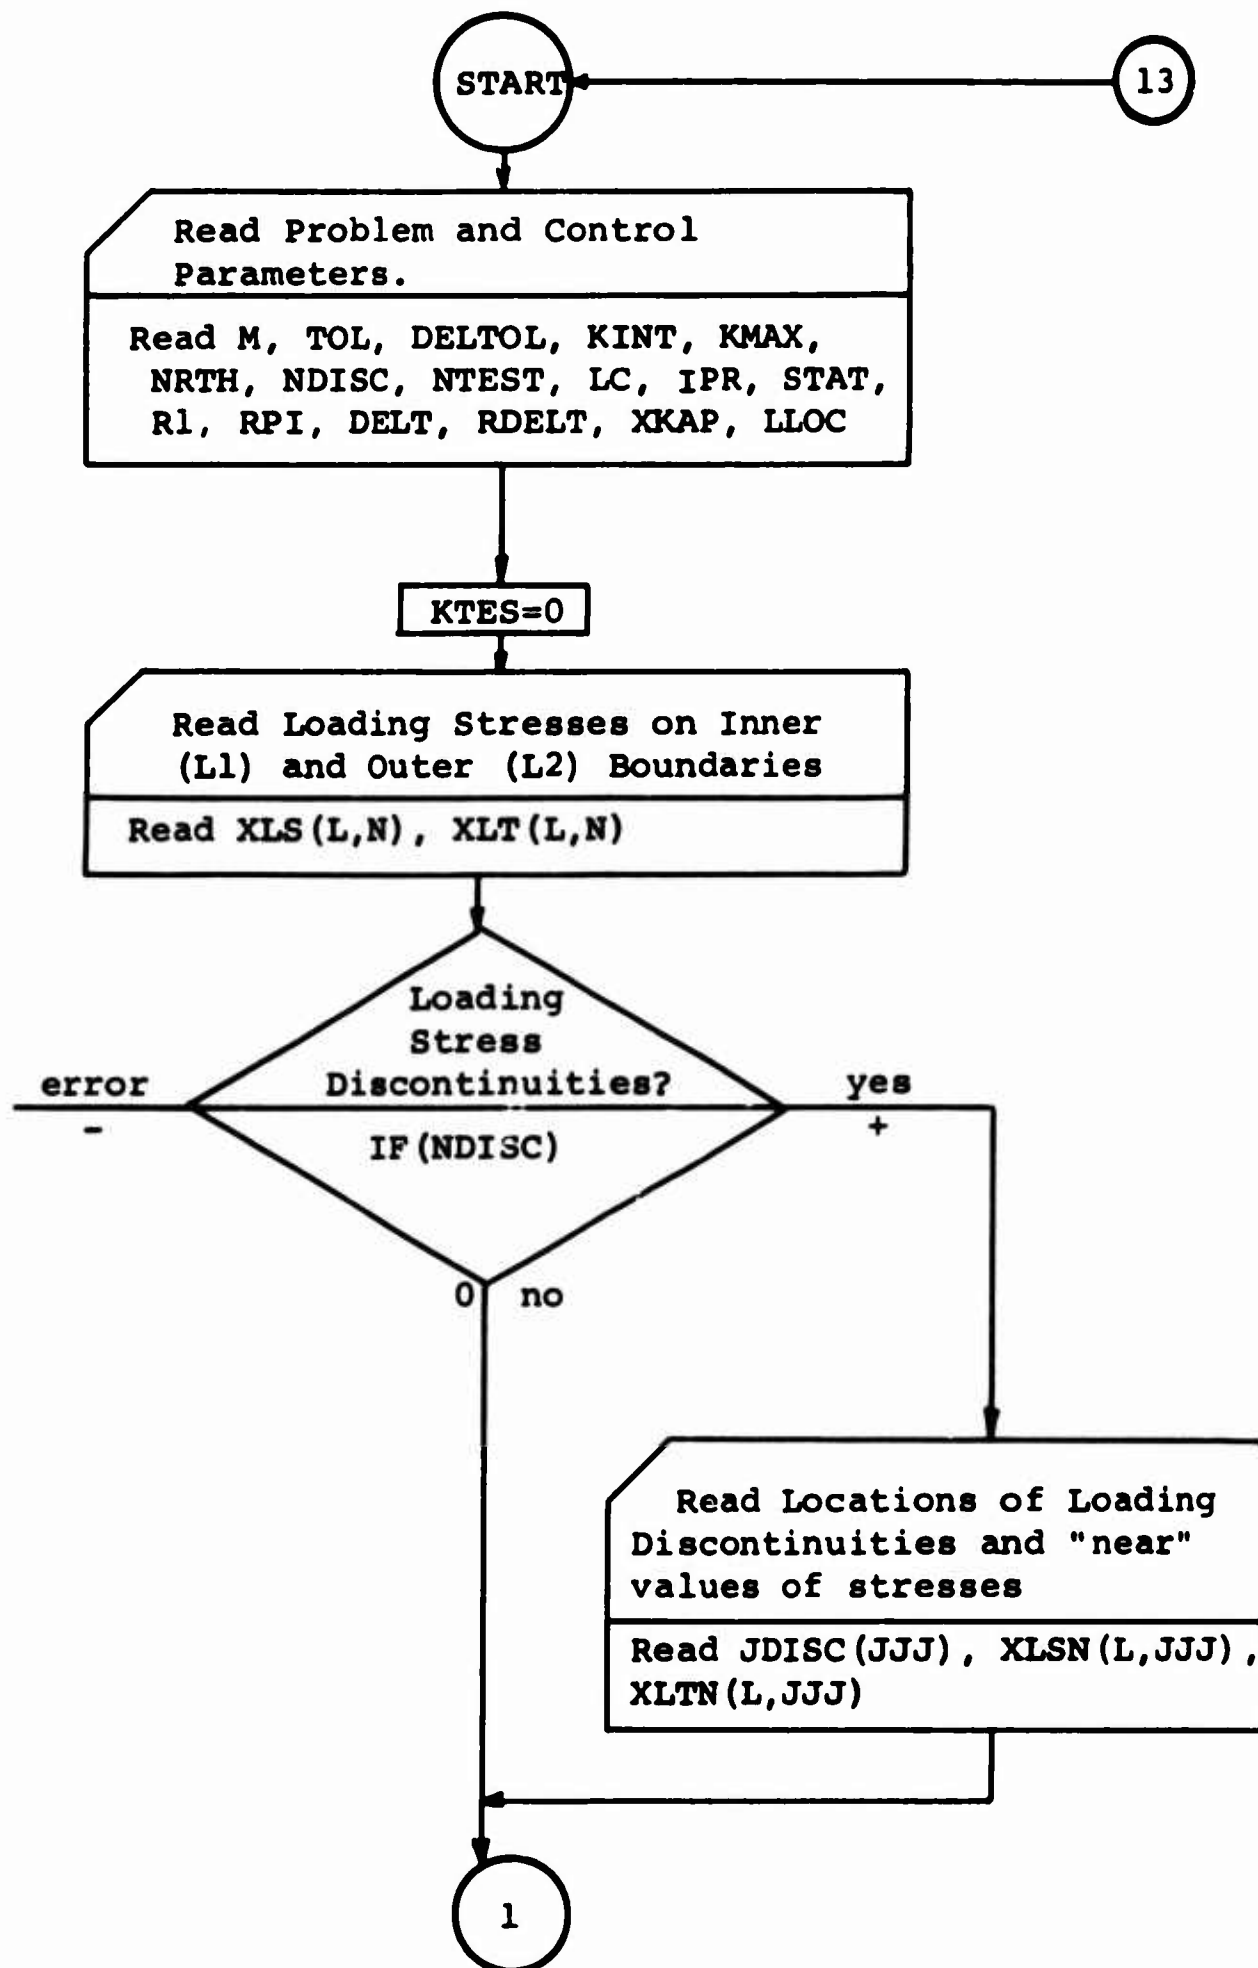 START
13
Read Problem and Control
Parameters.
Read M, TOL, DELTOL, KINT, KMAX,
NRTH, NDISC, NTEST, LC, IPR, STAT,
R1, RPI, DELT, RDELT, XKAP, LLOC
KTES=0
Read Loading Stresses on Inner
(L1) and Outer (L2) Boundaries
Read XLS(L,N), XLT(L,N)
Loading
Stress
Discontinuities?
error
-
yes
+
IF(NDISC)
0 no
Read Locations of Loading
Discontinuities and "near"
values of stresses
Read JDISC(JJJ), XLSN(L,JJJ),
XLTN(L,JJJ)
1